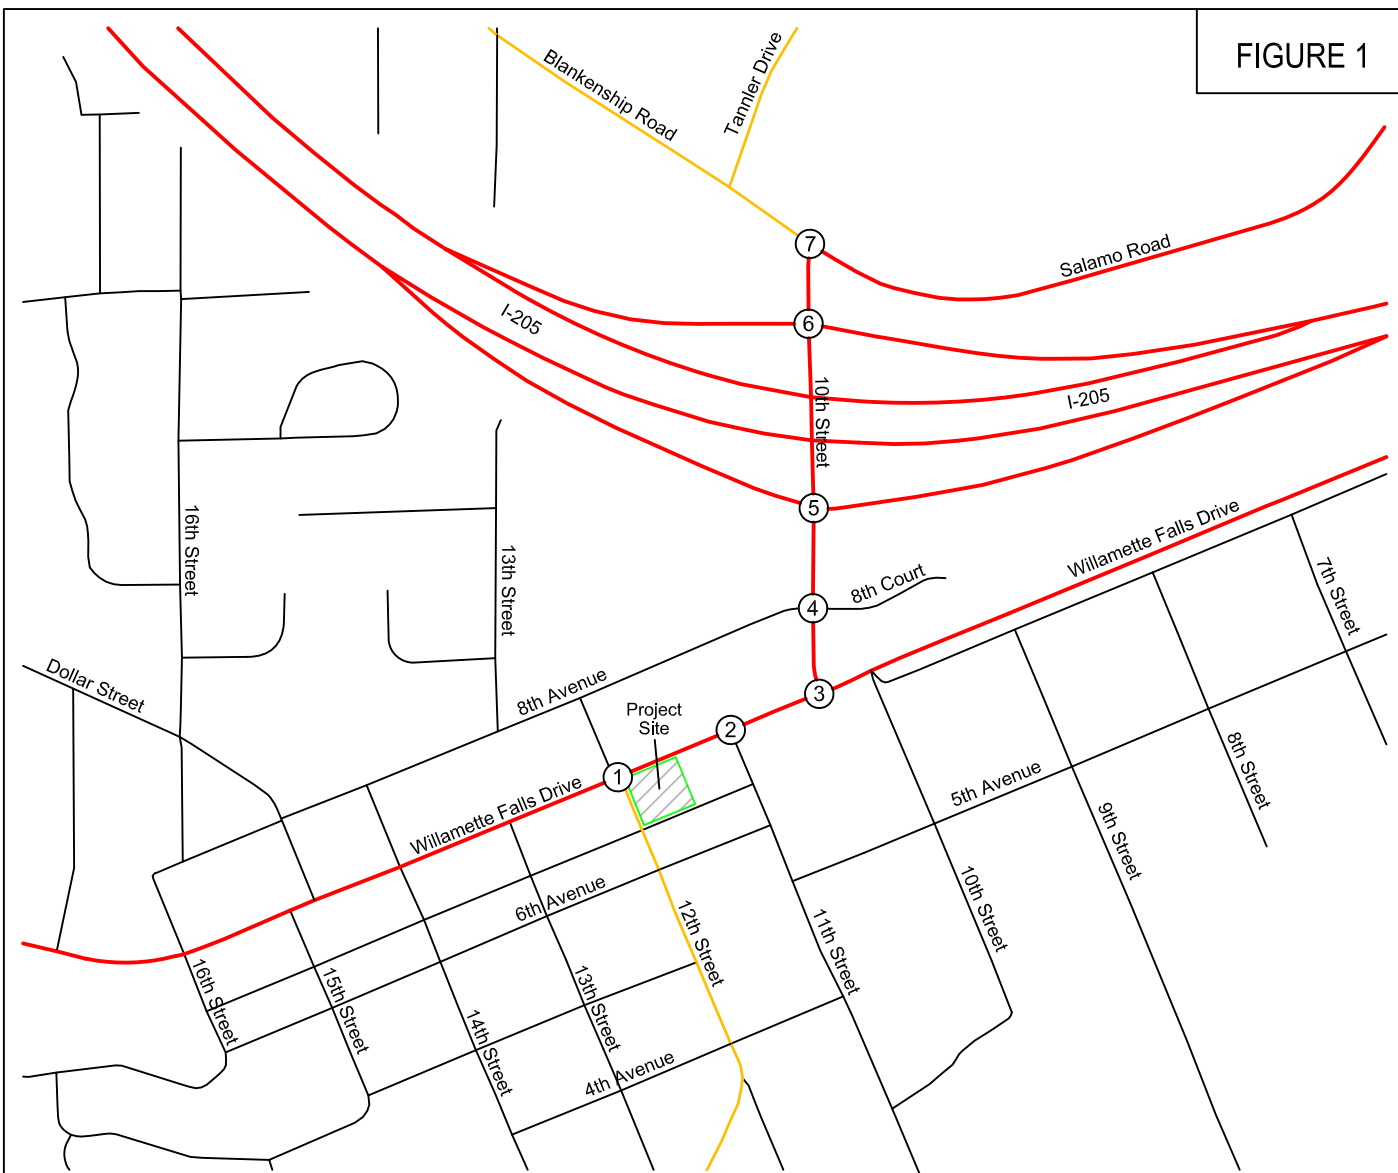 FIGURE 1
Blankenship Road
Tannler Drive
7
Salamo Road
6
I-205
10th Street
I-205
5
16th Street
13th Street
Willamette Falls Drive
7th Street
8th Court
4
Dollar Street
8th Avenue
3
Project
Site
2
1
8th Street
Willamette Falls Drive
5th Avenue
9th Street
6th Avenue
12th Street
11th Street
10th Street
16th Street
15th Street
13th Street
14th Street
4th Avenue